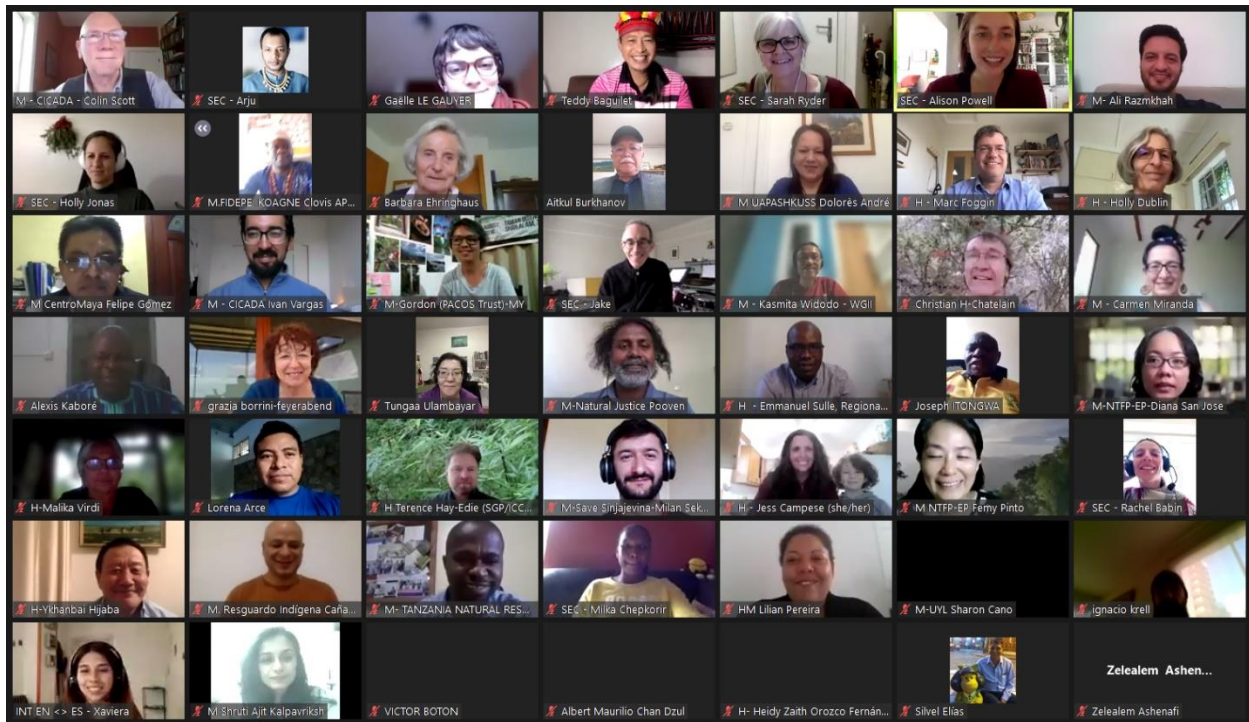 M - CICADA - Colin Scott
SEC - Arju
Gaëlle LE GAUYER
Teddy Baguilet
SEC - Sarah Ryder
SEC - Alison Powell
M- Ali Razmkhah
SEC - Holly Jonas
M.FIDEPE KOAGNE Clovis AP...
Barbara Ehringhaus
Aitkul Burkhanov
M UAPASHKUSS Dolorès André
H - Marc Foggin
H - Holly Dublin
M CentroMaya Felipe Gómez
M - CICADA Ivan Vargas
M-Gordon (PACOS Trust)-MY
SEC - Jake
M - Kasmita Widodo - WGII
Christian H-Chatelain
M - Carmen Miranda
Alexis Kaboré
grazia borrini-feyerabend
Tungaa Ulambayar
M-Natural Justice Pooven
H - Emmanuel Sulle, Regiona...
Joseph ITONGWA
M-NTFP-EP-Diana San Jose
H-Malika Virdi
Lorena Arce
H Terence Hay-Edie (SGP/ICC...
M-Save Sinjajevina-Milan Sek...
H - Jess Campese (she/her)
M NTFP-EP Femy Pinto
SEC - Rachel Babin
H-Ykhanbai Hijaba
M. Resguardo Indígena Caña...
M- TANZANIA NATURAL RES...
SEC - Milka Chepkorir
HM Lilian Pereira
M-UYL Sharon Cano
ignacio krell
INT EN <> ES - Xaviera
M Shruti Ajit Kalpavriksh
VICTOR BOTON
Albert Maurilio Chan Dzul
H- Heidy Zaith Orozco Fernán...
Silvel Elías
Zelealem Ashen...
Zelealem Ashenafi